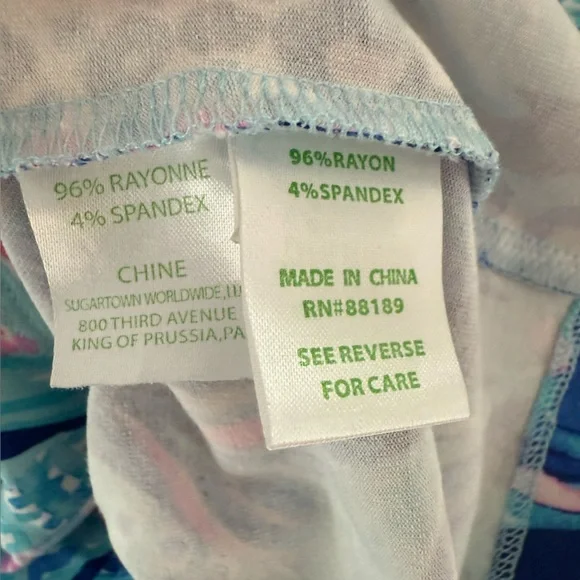 96% RAYONNE
4% SPANDEX
CHINE
SUGARTOWN WORLDWIDE,
800 THIRD AVENUE
KING OF PRUSSIA,PA
96%RAYON
4%SPANDEX
MADE IN CHINA
RN#88189
SEE REVERSE
FOR CARE